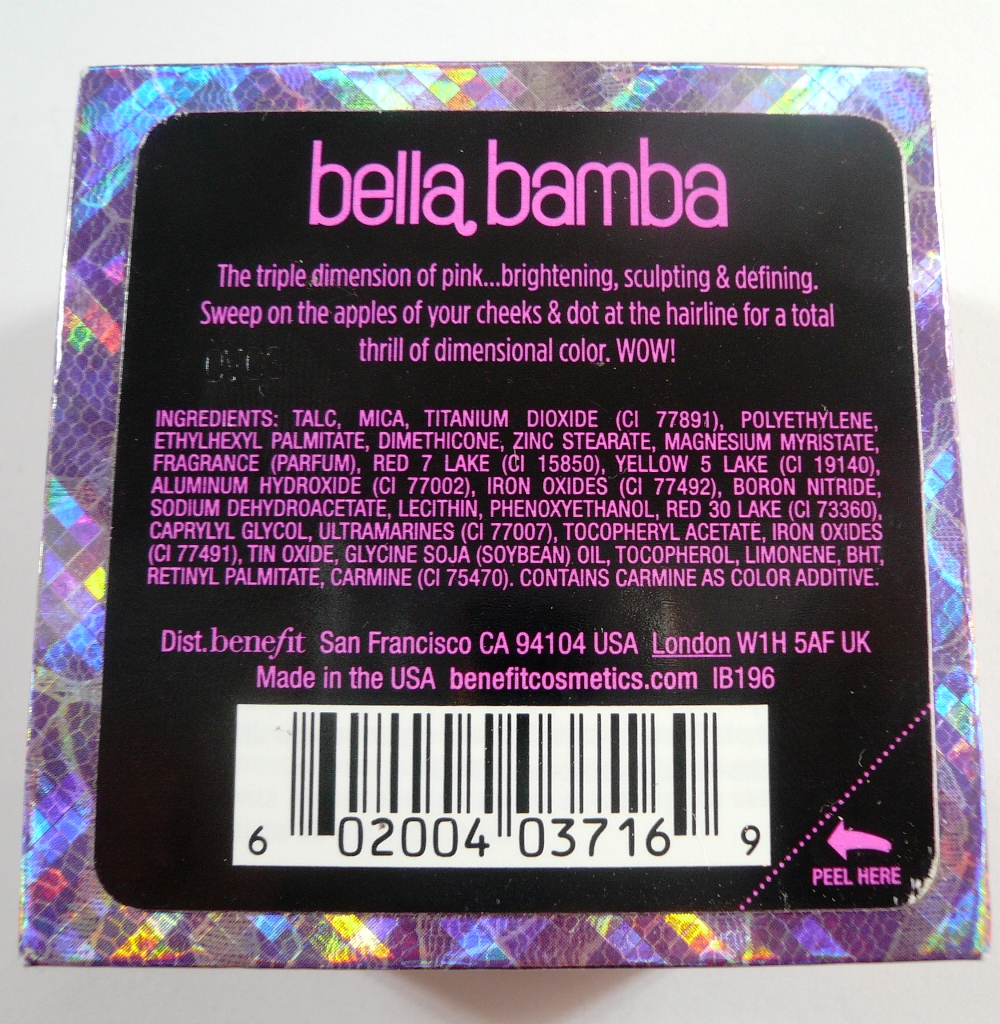 bella bamba
The triple dimension of pink...brightening, sculpting & defining.
Sweep on the apples of your cheeks & dot at the hairline for a total
thrill of dimensional color. WOW!
INGREDIENTS: TALC, MICA, TITANIUM DIOXIDE (CI 77891), POLYETHYLENE,
ETHYLHEXYL PALMITATE, DIMETHICONE, ZINC STEARATE, MAGNESIUM MYRISTATE,
FRAGRANCE (PARFUM), RED 7 LAKE (CI 15850), YELLOW 5 LAKE (CI 19140),
ALUMINUM HYDROXIDE (CI 77002), IRON OXIDES (CI 77492), BORON NITRIDE,
SODIUM DEHYDROACETATE, LECITHIN, PHENOXYETHANOL, RED 30 LAKE (CI 73360),
CAPRYLYL GLYCOL, ULTRAMARINES (CI 77007), TOCOPHERYL ACETATE, IRON OXIDES
(CI 77491), TIN OXIDE, GLYCINE SOJA (SOYBEAN) OIL, TOCOPHEROL, LIMONENE, BHT,
RETINYL PALMITATE, CARMINE (CI 75470). CONTAINS CARMINE AS COLOR ADDITIVE.
Dist.benefit San Francisco CA 94104 USA London W1H 5AF UK
Made in the USA benefitcosmetics.com IB196
6 02004 03716 9
PEEL HERE